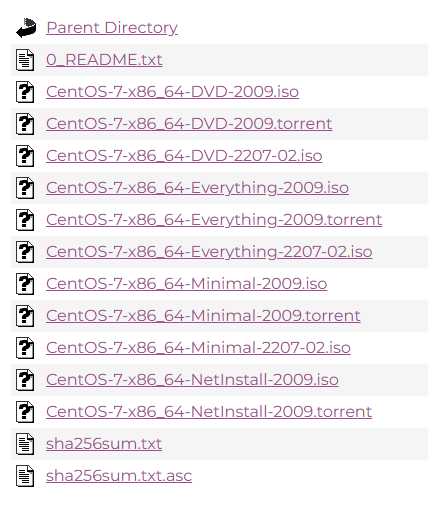 Parent Directory
0_README.txt
CentOS-7-x86_64-DVD-2009.iso
CentOS-7-x86_64-DVD-2009.torrent
CentOS-7-x86_64-DVD-2207-02.iso
CentOS-7-x86_64-Everything-2009.iso
CentOS-7-x86_64-Everything-2009.torrent
CentOS-7-x86_64-Everything-2207-02.iso
CentOS-7-x86_64-Minimal-2009.iso
CentOS-7-x86_64-Minimal-2009.torrent
CentOS-7-x86_64-Minimal-2207-02.iso
CentOS-7-x86_64-NetInstall-2009.iso
CentOS-7-x86_64-NetInstall-2009.torrent
sha256sum.txt
sha256sum.txt.asc